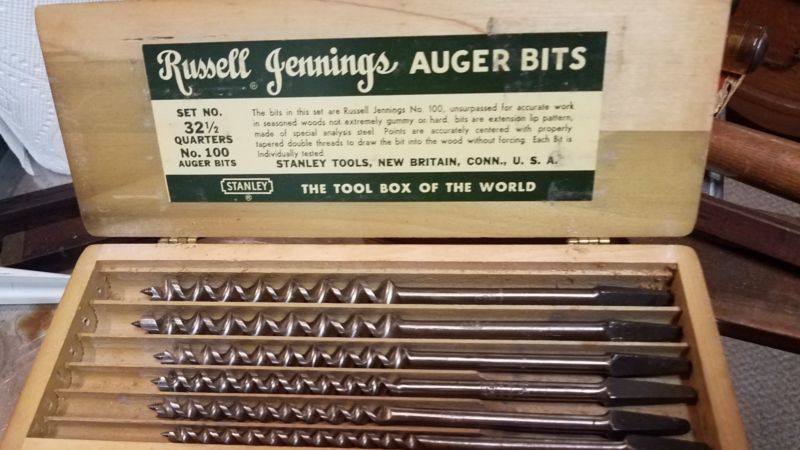 Russell Jennings AUGER BITS
®
SET NO.
32½
QUARTERS
No. 100
AUGER BITS
The bits in this set are Russell Jennings No. 100, unsurpassed for accurate work
in seasoned woods not extremely gummy or hard. bits are extension lip pattern,
made of special analysis steel. Points are accurately centered with properly
tapered double threads to draw the bit into the wood without forcing. Each Bit is
individually tested.
STANLEY TOOLS, NEW BRITAIN, CONN., U. S. A.
STANLEY
®
THE TOOL BOX OF THE WORLD